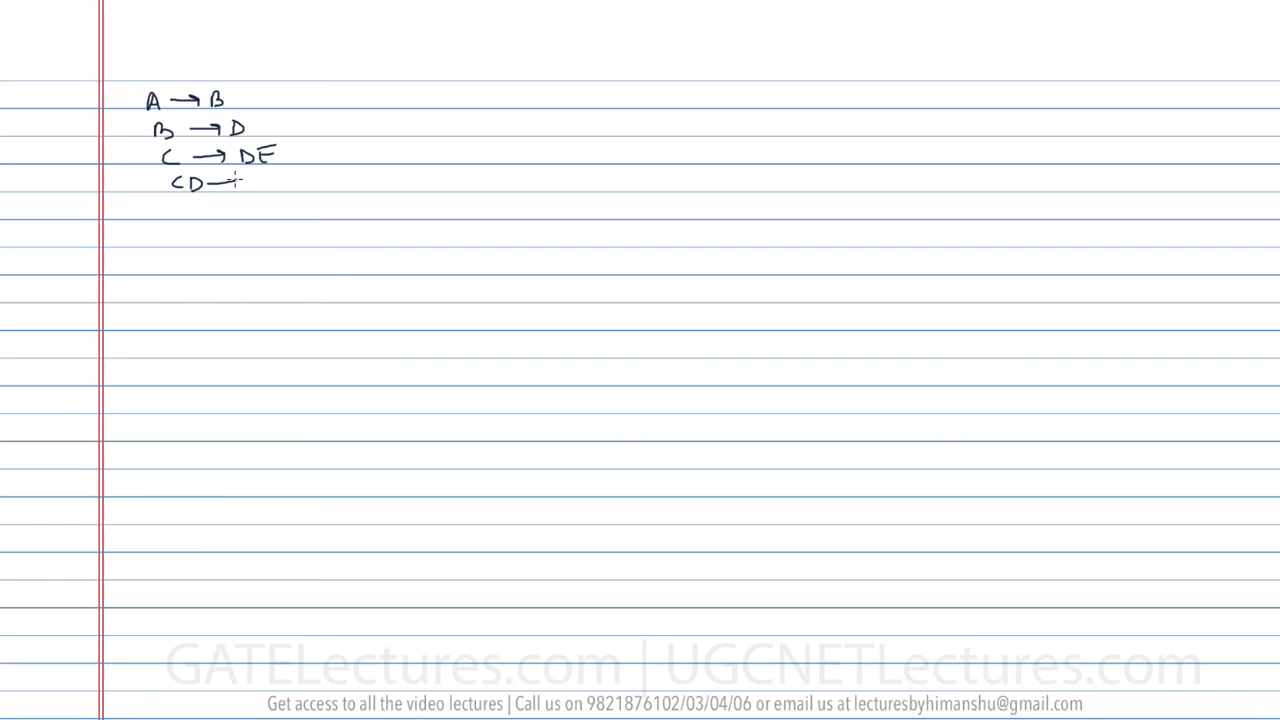 A → B
B → D
C → DE
CD —
GATELectures.com | UGCNETLectures.com
Get access to all the video lectures | Call us on 9821876102/03/04/06 or email us at lecturesbyhimanshu@gmail.com